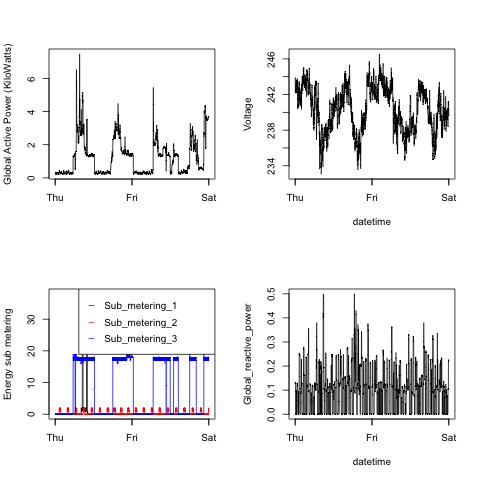 Global Active Power (KiloWatts)
6
4
2
0
Thu
Fri
Sat
Voltage
246
242
238
234
Thu
Fri
Sat
datetime
Energy sub metering
30
20
10
0
Sub_metering_1
Sub_metering_2
Sub_metering_3
Thu
Fri
Sat
Global_reactive_power
0.5
0.4
0.3
0.2
0.1
0.0
Thu
Fri
Sat
datetime